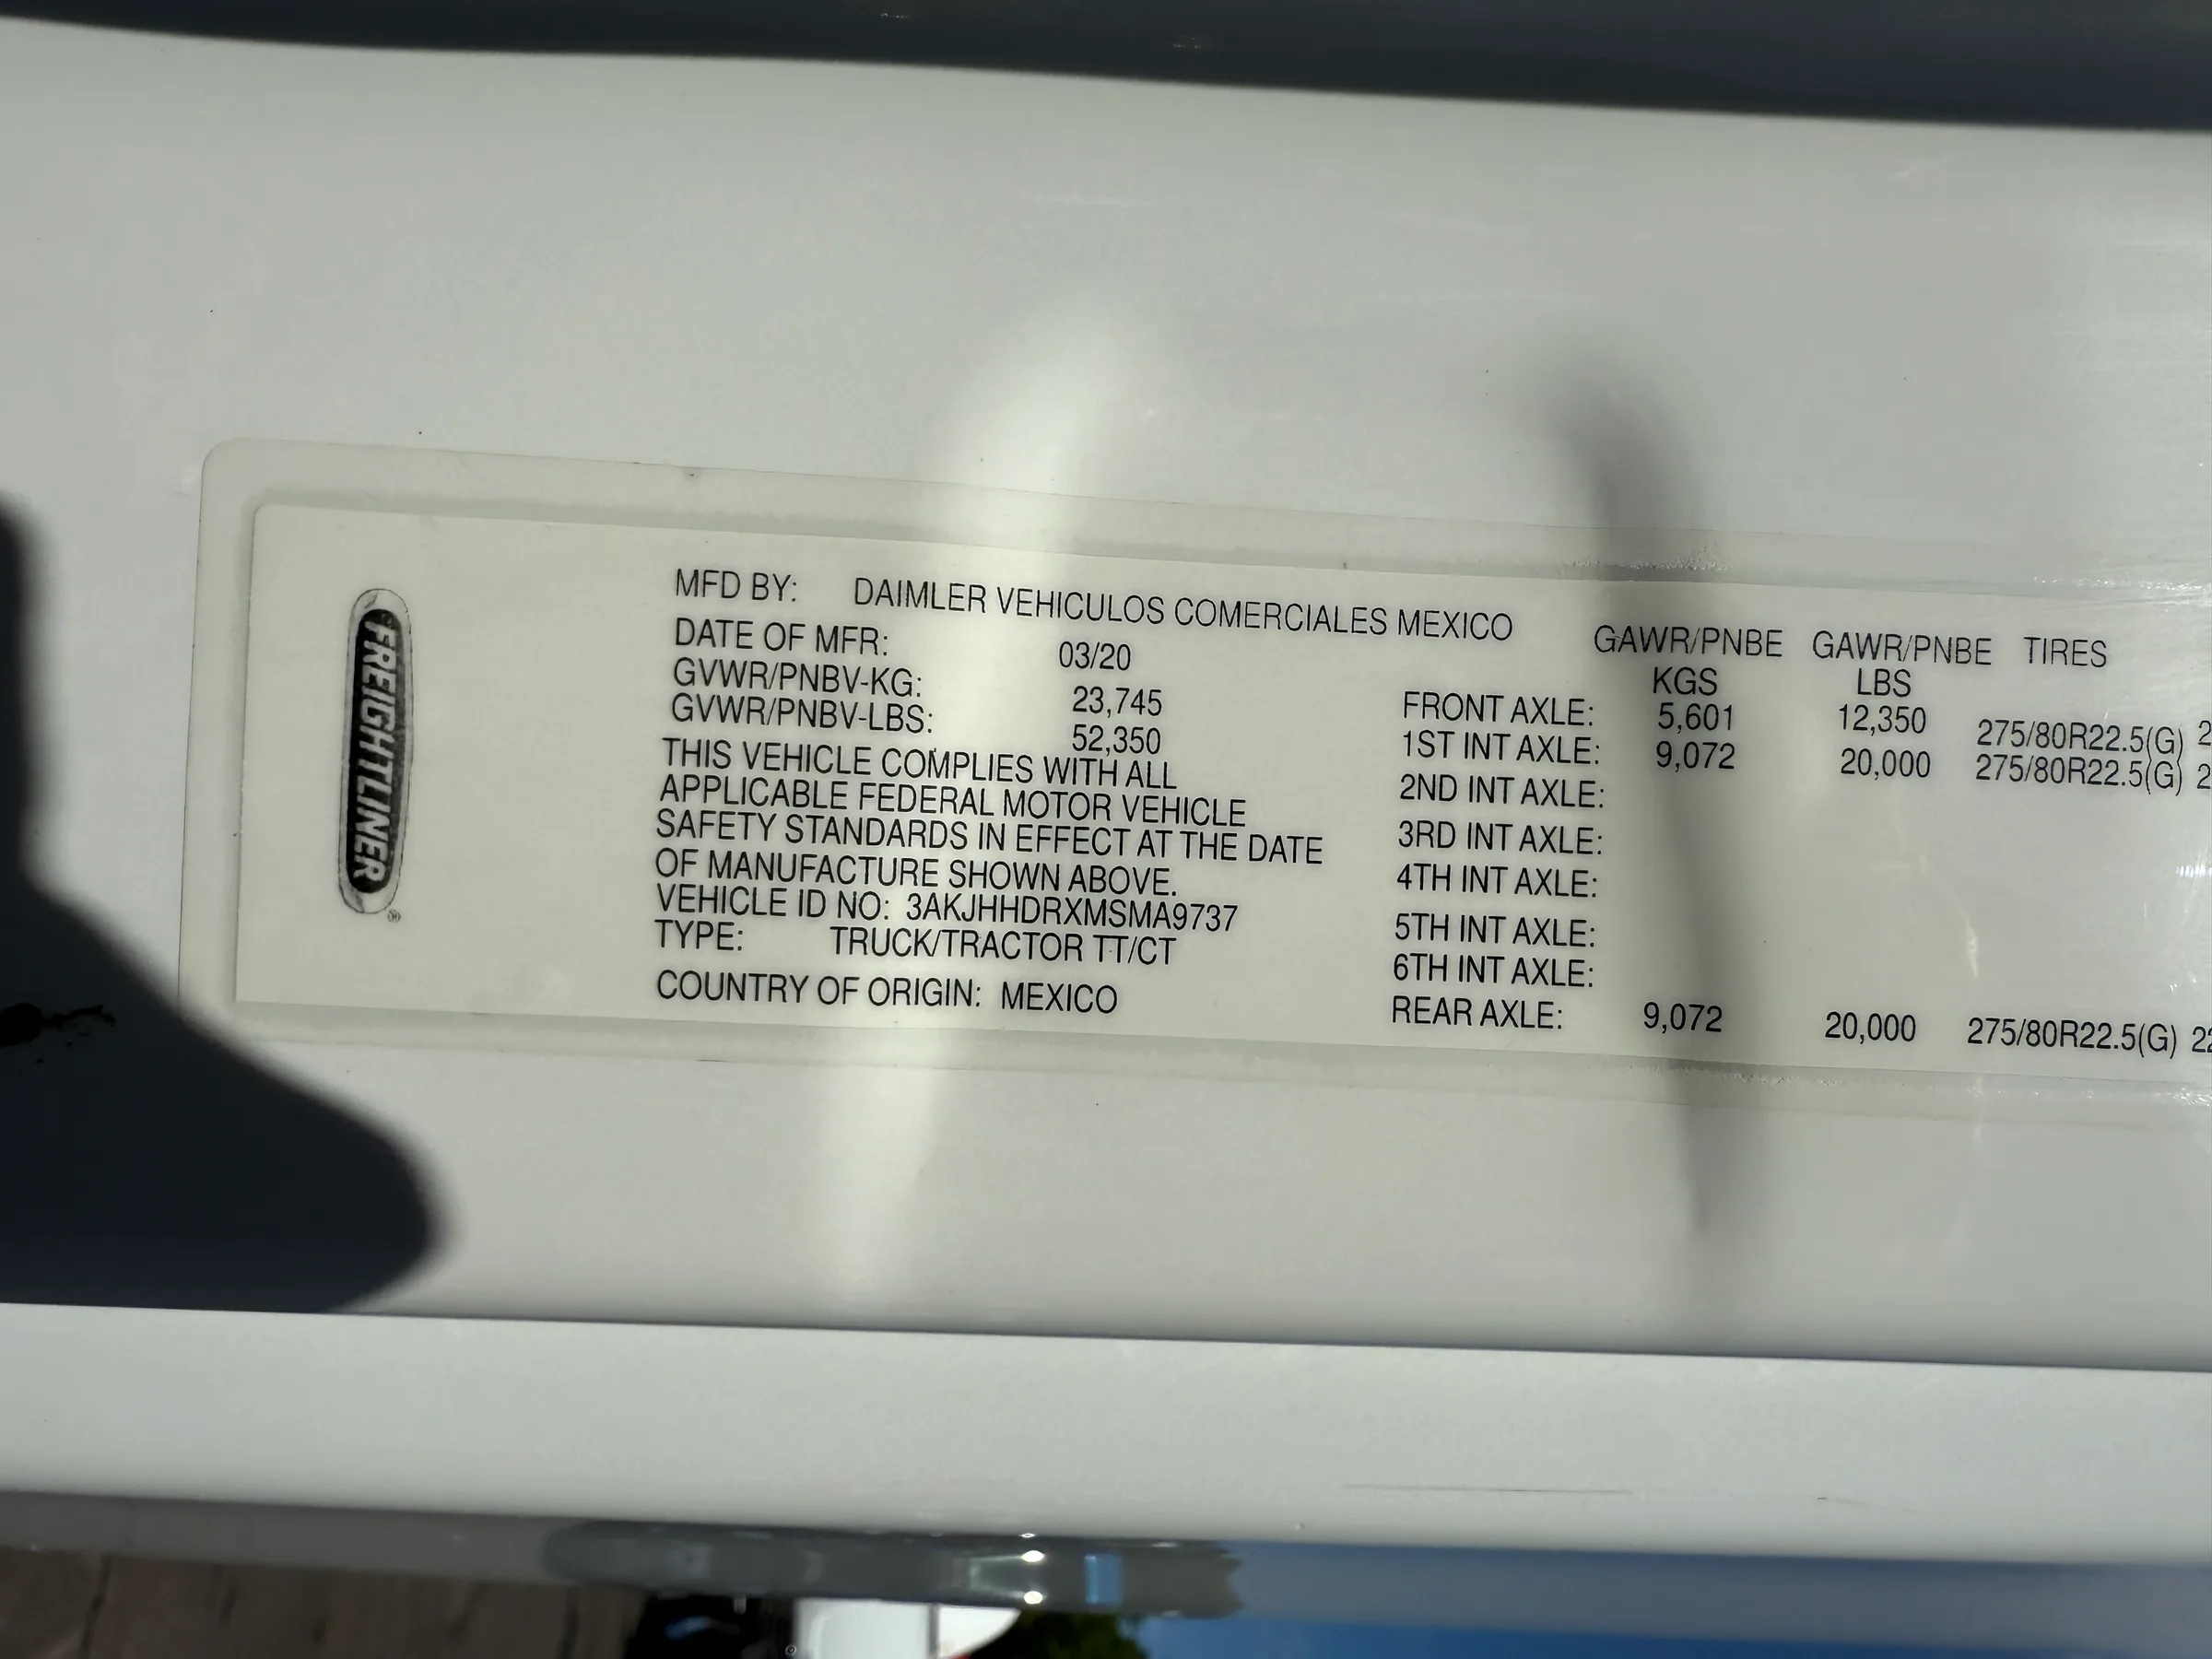 FREIGHTLINER
®
MFD BY: DAIMLER VEHICULOS COMERCIALES MEXICO
DATE OF MFR: 03/20
GVWR/PNBV-KG: 23,745
GVWR/PNBV-LBS: 52,350
THIS VEHICLE COMPLIES WITH ALL
APPLICABLE FEDERAL MOTOR VEHICLE
SAFETY STANDARDS IN EFFECT AT THE DATE
OF MANUFACTURE SHOWN ABOVE.
VEHICLE ID NO: 3AKJHHDRXMSMA9737
TYPE: TRUCK/TRACTOR TT/CT
COUNTRY OF ORIGIN: MEXICO
GAWR/PNBE GAWR/PNBE TIRES
KGS LBS
FRONT AXLE: 5,601 12,350 275/80R22.5(G)
1ST INT AXLE: 9,072 20,000 275/80R22.5(G)
2ND INT AXLE:
3RD INT AXLE:
4TH INT AXLE:
5TH INT AXLE:
6TH INT AXLE:
REAR AXLE: 9,072 20,000 275/80R22.5(G)